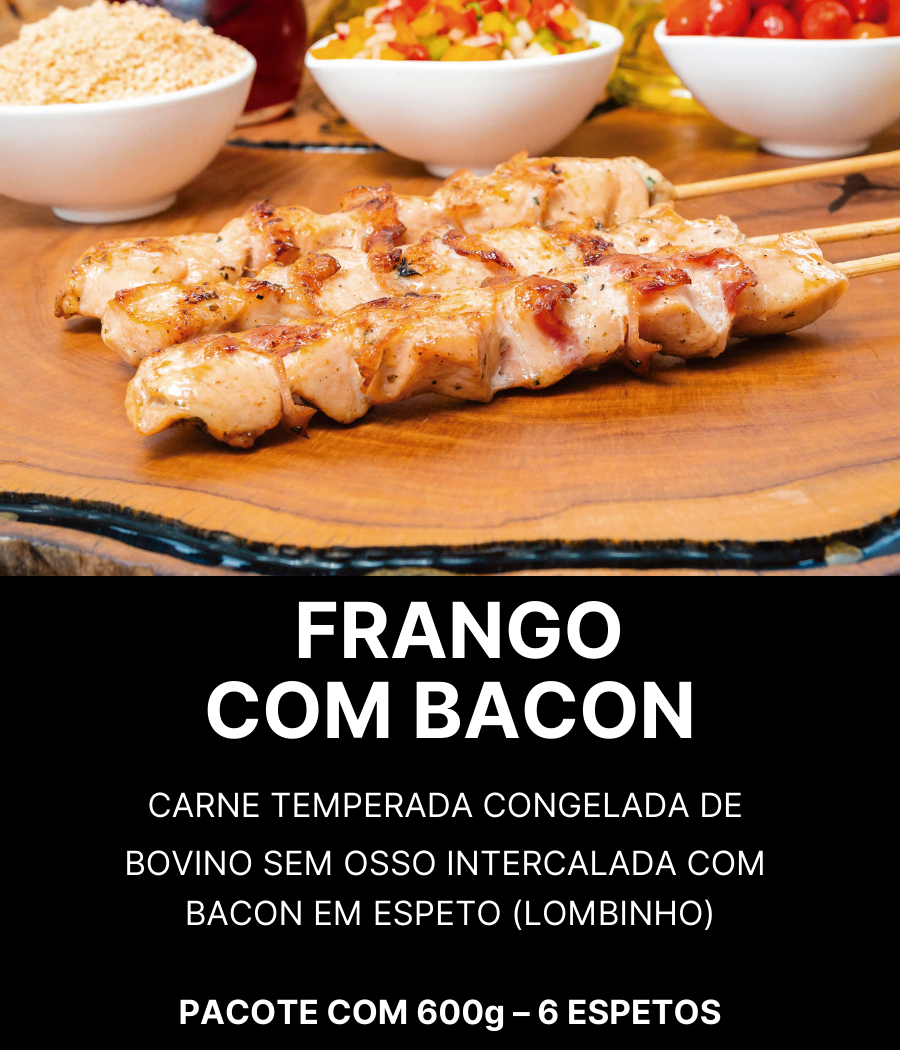 FRANGO
COM BACON
CARNE TEMPERADA CONGELADA DE
BOVINO SEM OSSO INTERCALADA COM
BACON EM ESPETO (LOMBINHO)
PACOTE COM 600g – 6 ESPETOS